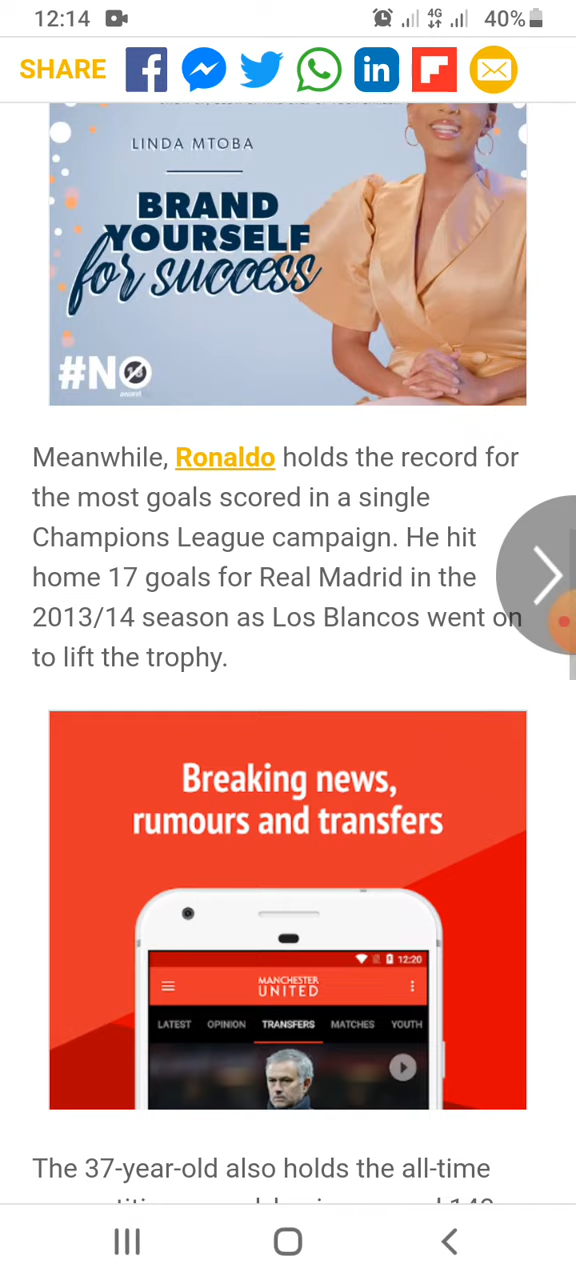 12:14
4G
40%
SHARE
LINDA MTOBA
BRAND
YOURSELF
for success
#NO
award
Meanwhile, Ronaldo holds the record for
the most goals scored in a single
Champions League campaign. He hit
home 17 goals for Real Madrid in the
2013/14 season as Los Blancos went on
to lift the trophy.
Breaking news,
rumours and transfers
12:20
MANCHESTER
UNITED
LATEST OPINION TRANSFERS MATCHES YOUTH
The 37-year-old also holds the all-time